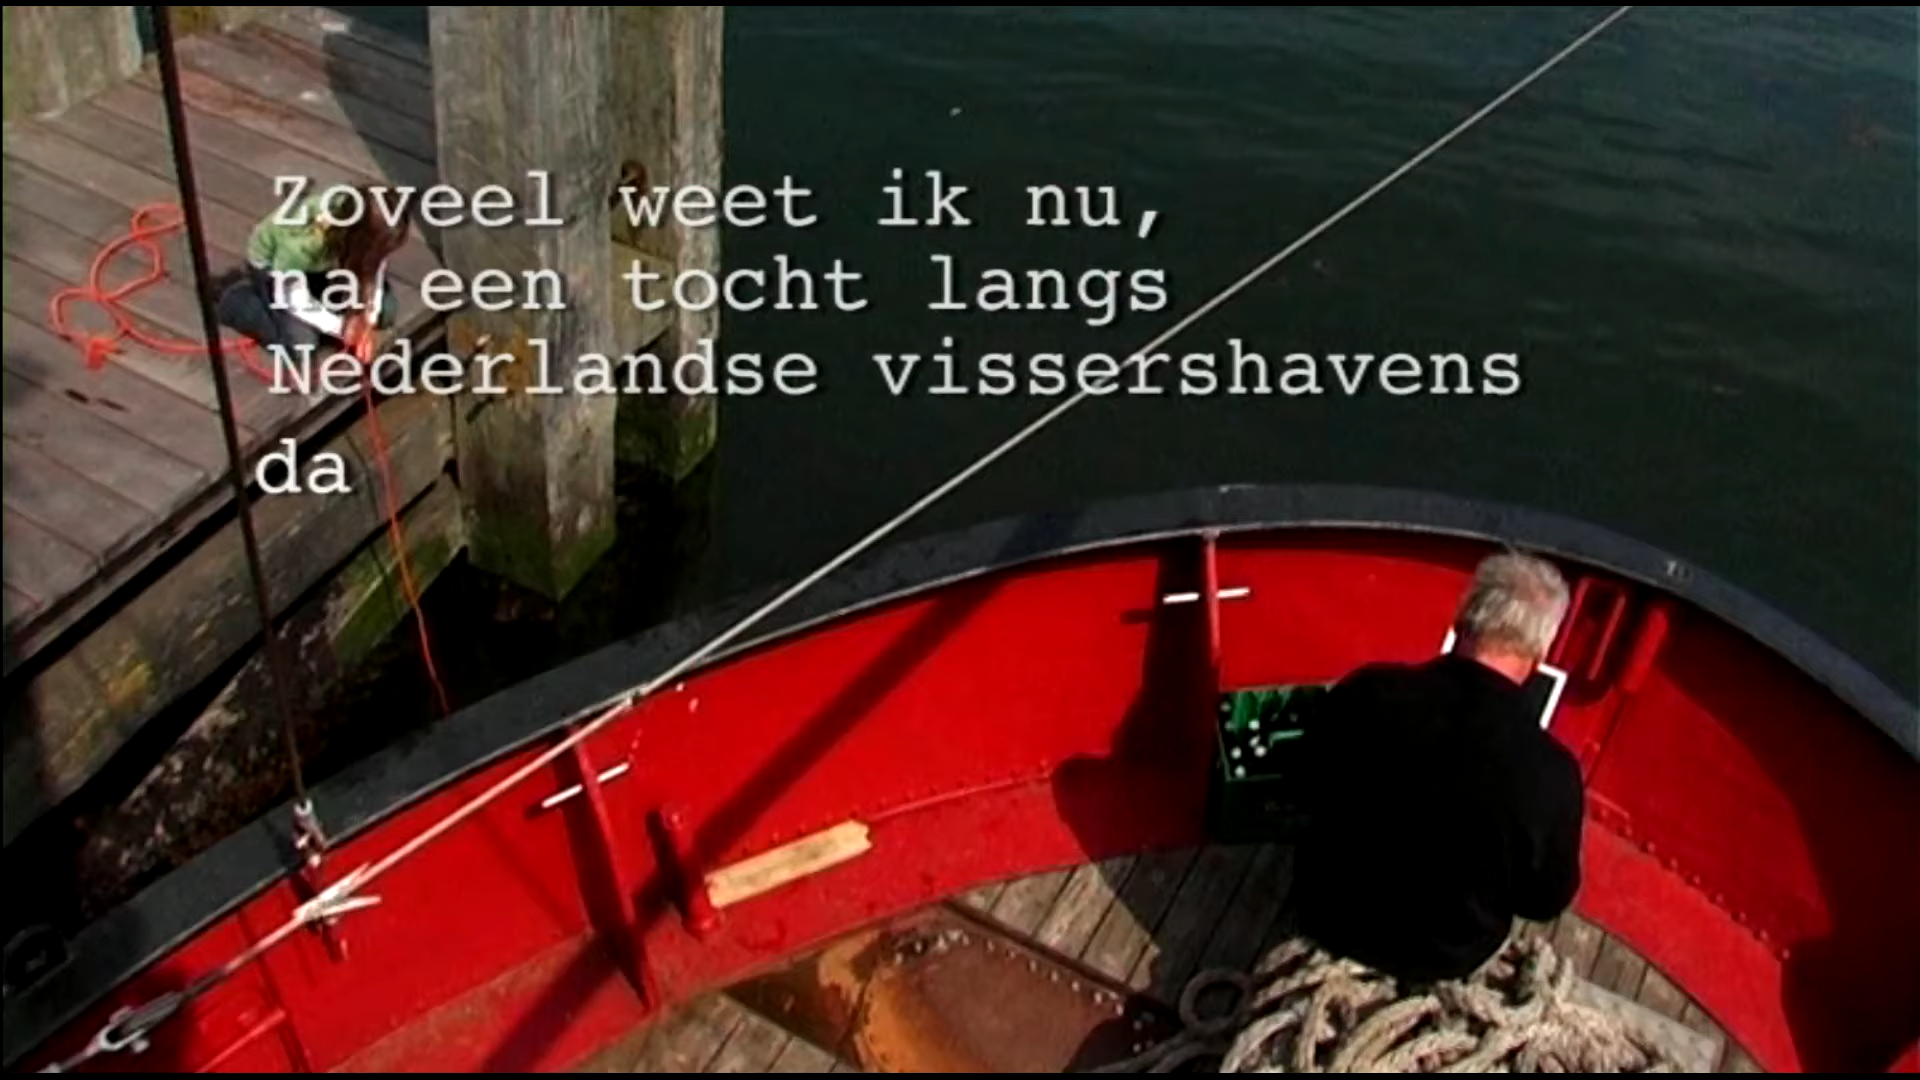 Zoveel weet ik nu,
na een tocht langs
Nederlandse vissershavens
da